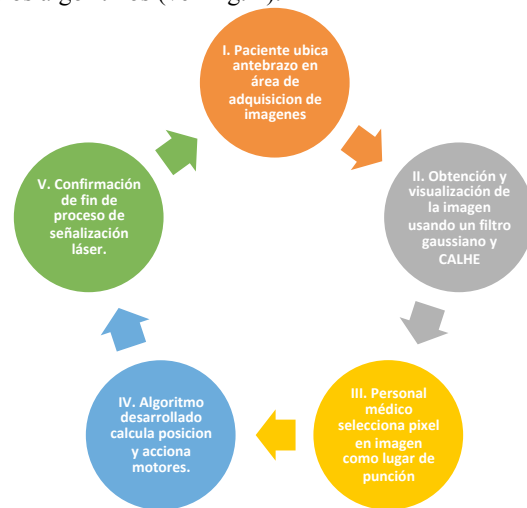 I. Paciente ubica
antebrazo en
área de
adquisicion de
imagenes
II. Obtención y
visualización de
la imagen
usando un filtro
gaussiano y
CALHE
III. Personal
médico
selecciona pixel
en imagen
como lugar de
punción
IV. Algoritmo
desarrollado
calcula posicion
y acciona
motores.
V. Confirmación
de fin de
proceso de
señalización
láser.